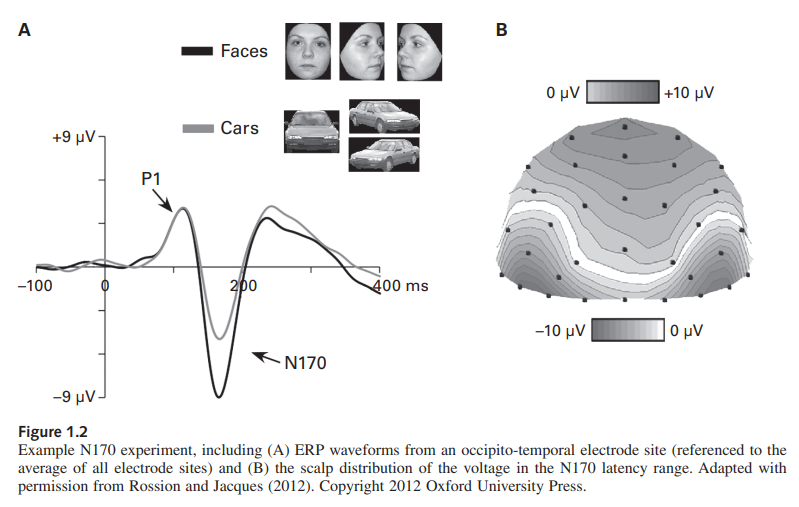 A
Faces
Cars
+9 µV
P1
−100
0
200
400 ms
N170
−9 µV
B
0 µV
+10 µV
−10 µV
0 µV
Figure 1.2
Example N170 experiment, including (A) ERP waveforms from an occipito-temporal electrode site (referenced to the
average of all electrode sites) and (B) the scalp distribution of the voltage in the N170 latency range. Adapted with
permission from Rossion and Jacques (2012). Copyright 2012 Oxford University Press.